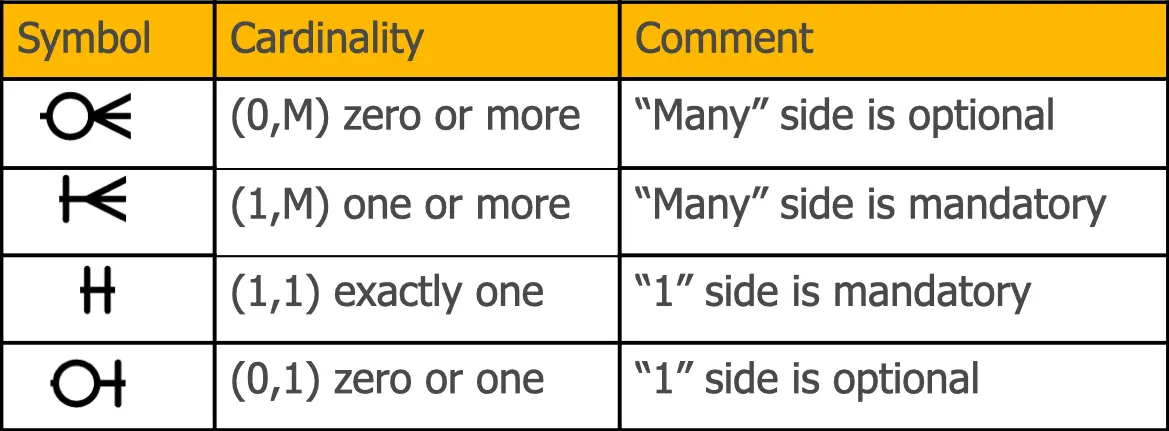 Symbol Cardinality Comment
(0,M) zero or more “Many” side is optional
(1,M) one or more “Many” side is mandatory
(1,1) exactly one “1” side is mandatory
(0,1) zero or one “1” side is optional